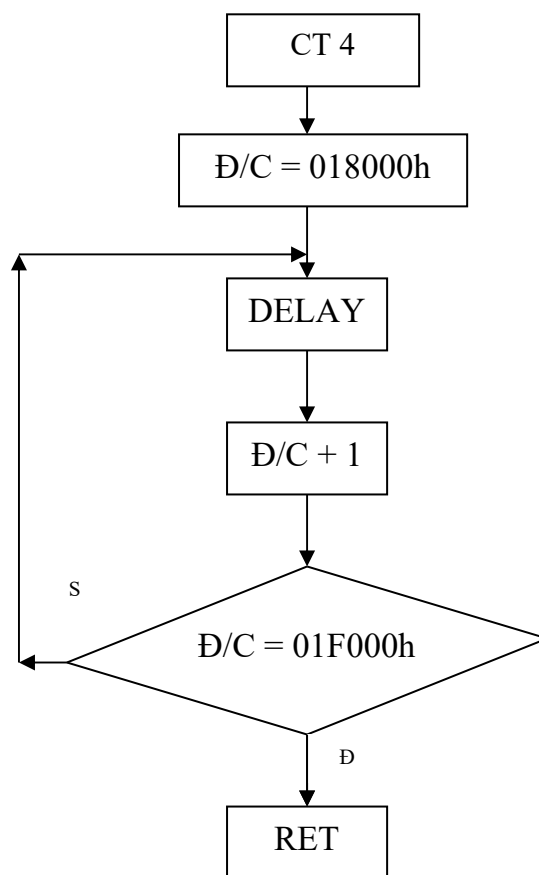 CT 4
Đ/C = 018000h
DELAY
Đ/C + 1
S
Đ/C = 01F000h
Đ
RET